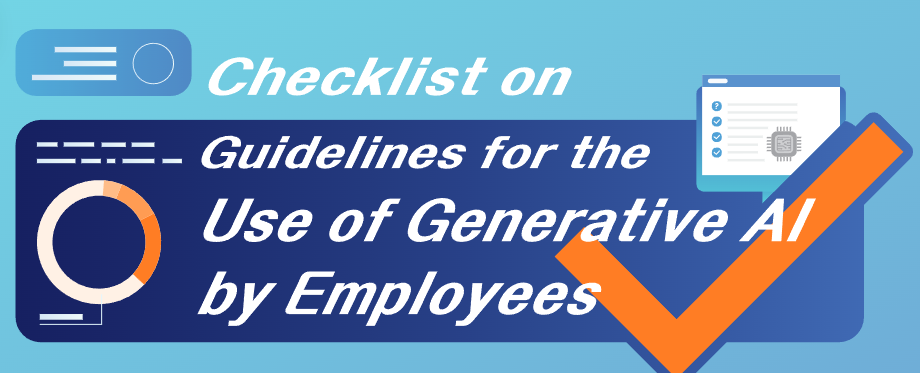 Checklist on
Guidelines for the
Use of Generative AI
by Employees